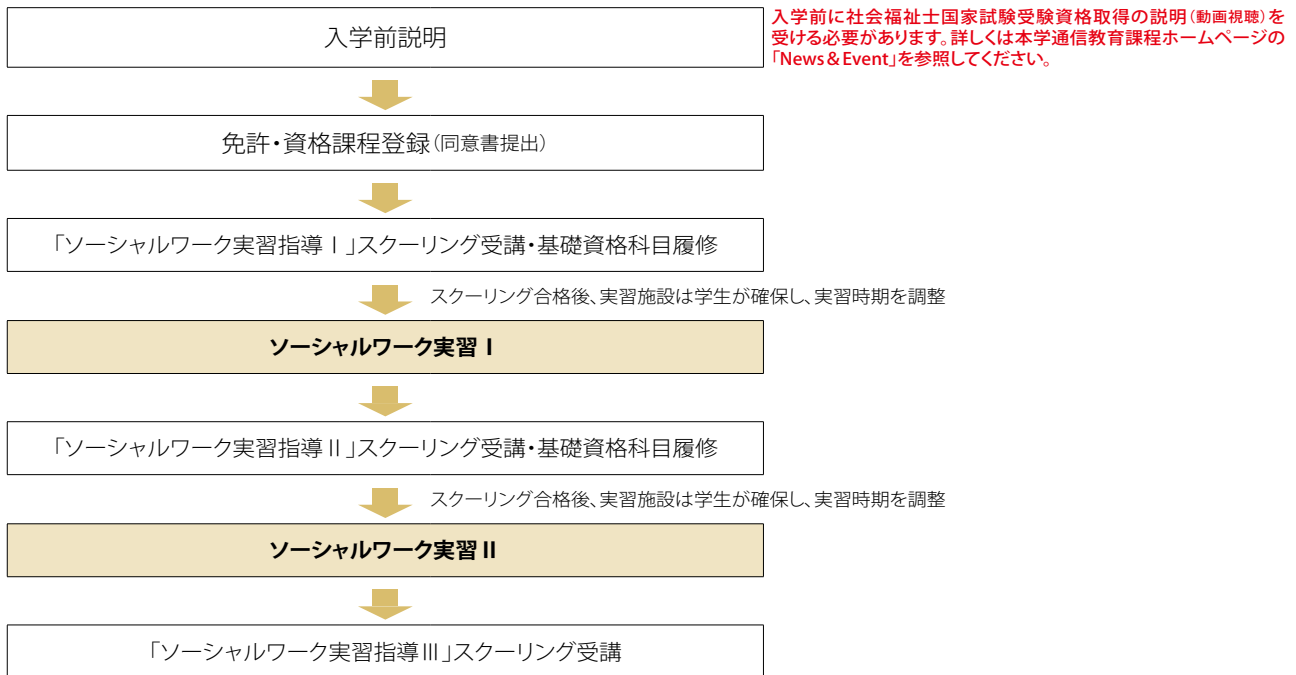 入学前説明
入学前に社会福祉士国家試験受験資格取得の説明(動画視聴)を
受ける必要があります。詳しくは本学通信教育課程ホームページの
「News&Event」を参照してください。
免許・資格課程登録(同意書提出)
「ソーシャルワーク実習指導Ⅰ」スクーリング受講・基礎資格科目履修
スクーリング合格後、実習施設は学生が確保し、実習時期を調整
ソーシャルワーク実習Ⅰ
「ソーシャルワーク実習指導Ⅱ」スクーリング受講・基礎資格科目履修
スクーリング合格後、実習施設は学生が確保し、実習時期を調整
ソーシャルワーク実習Ⅱ
「ソーシャルワーク実習指導Ⅲ」スクーリング受講